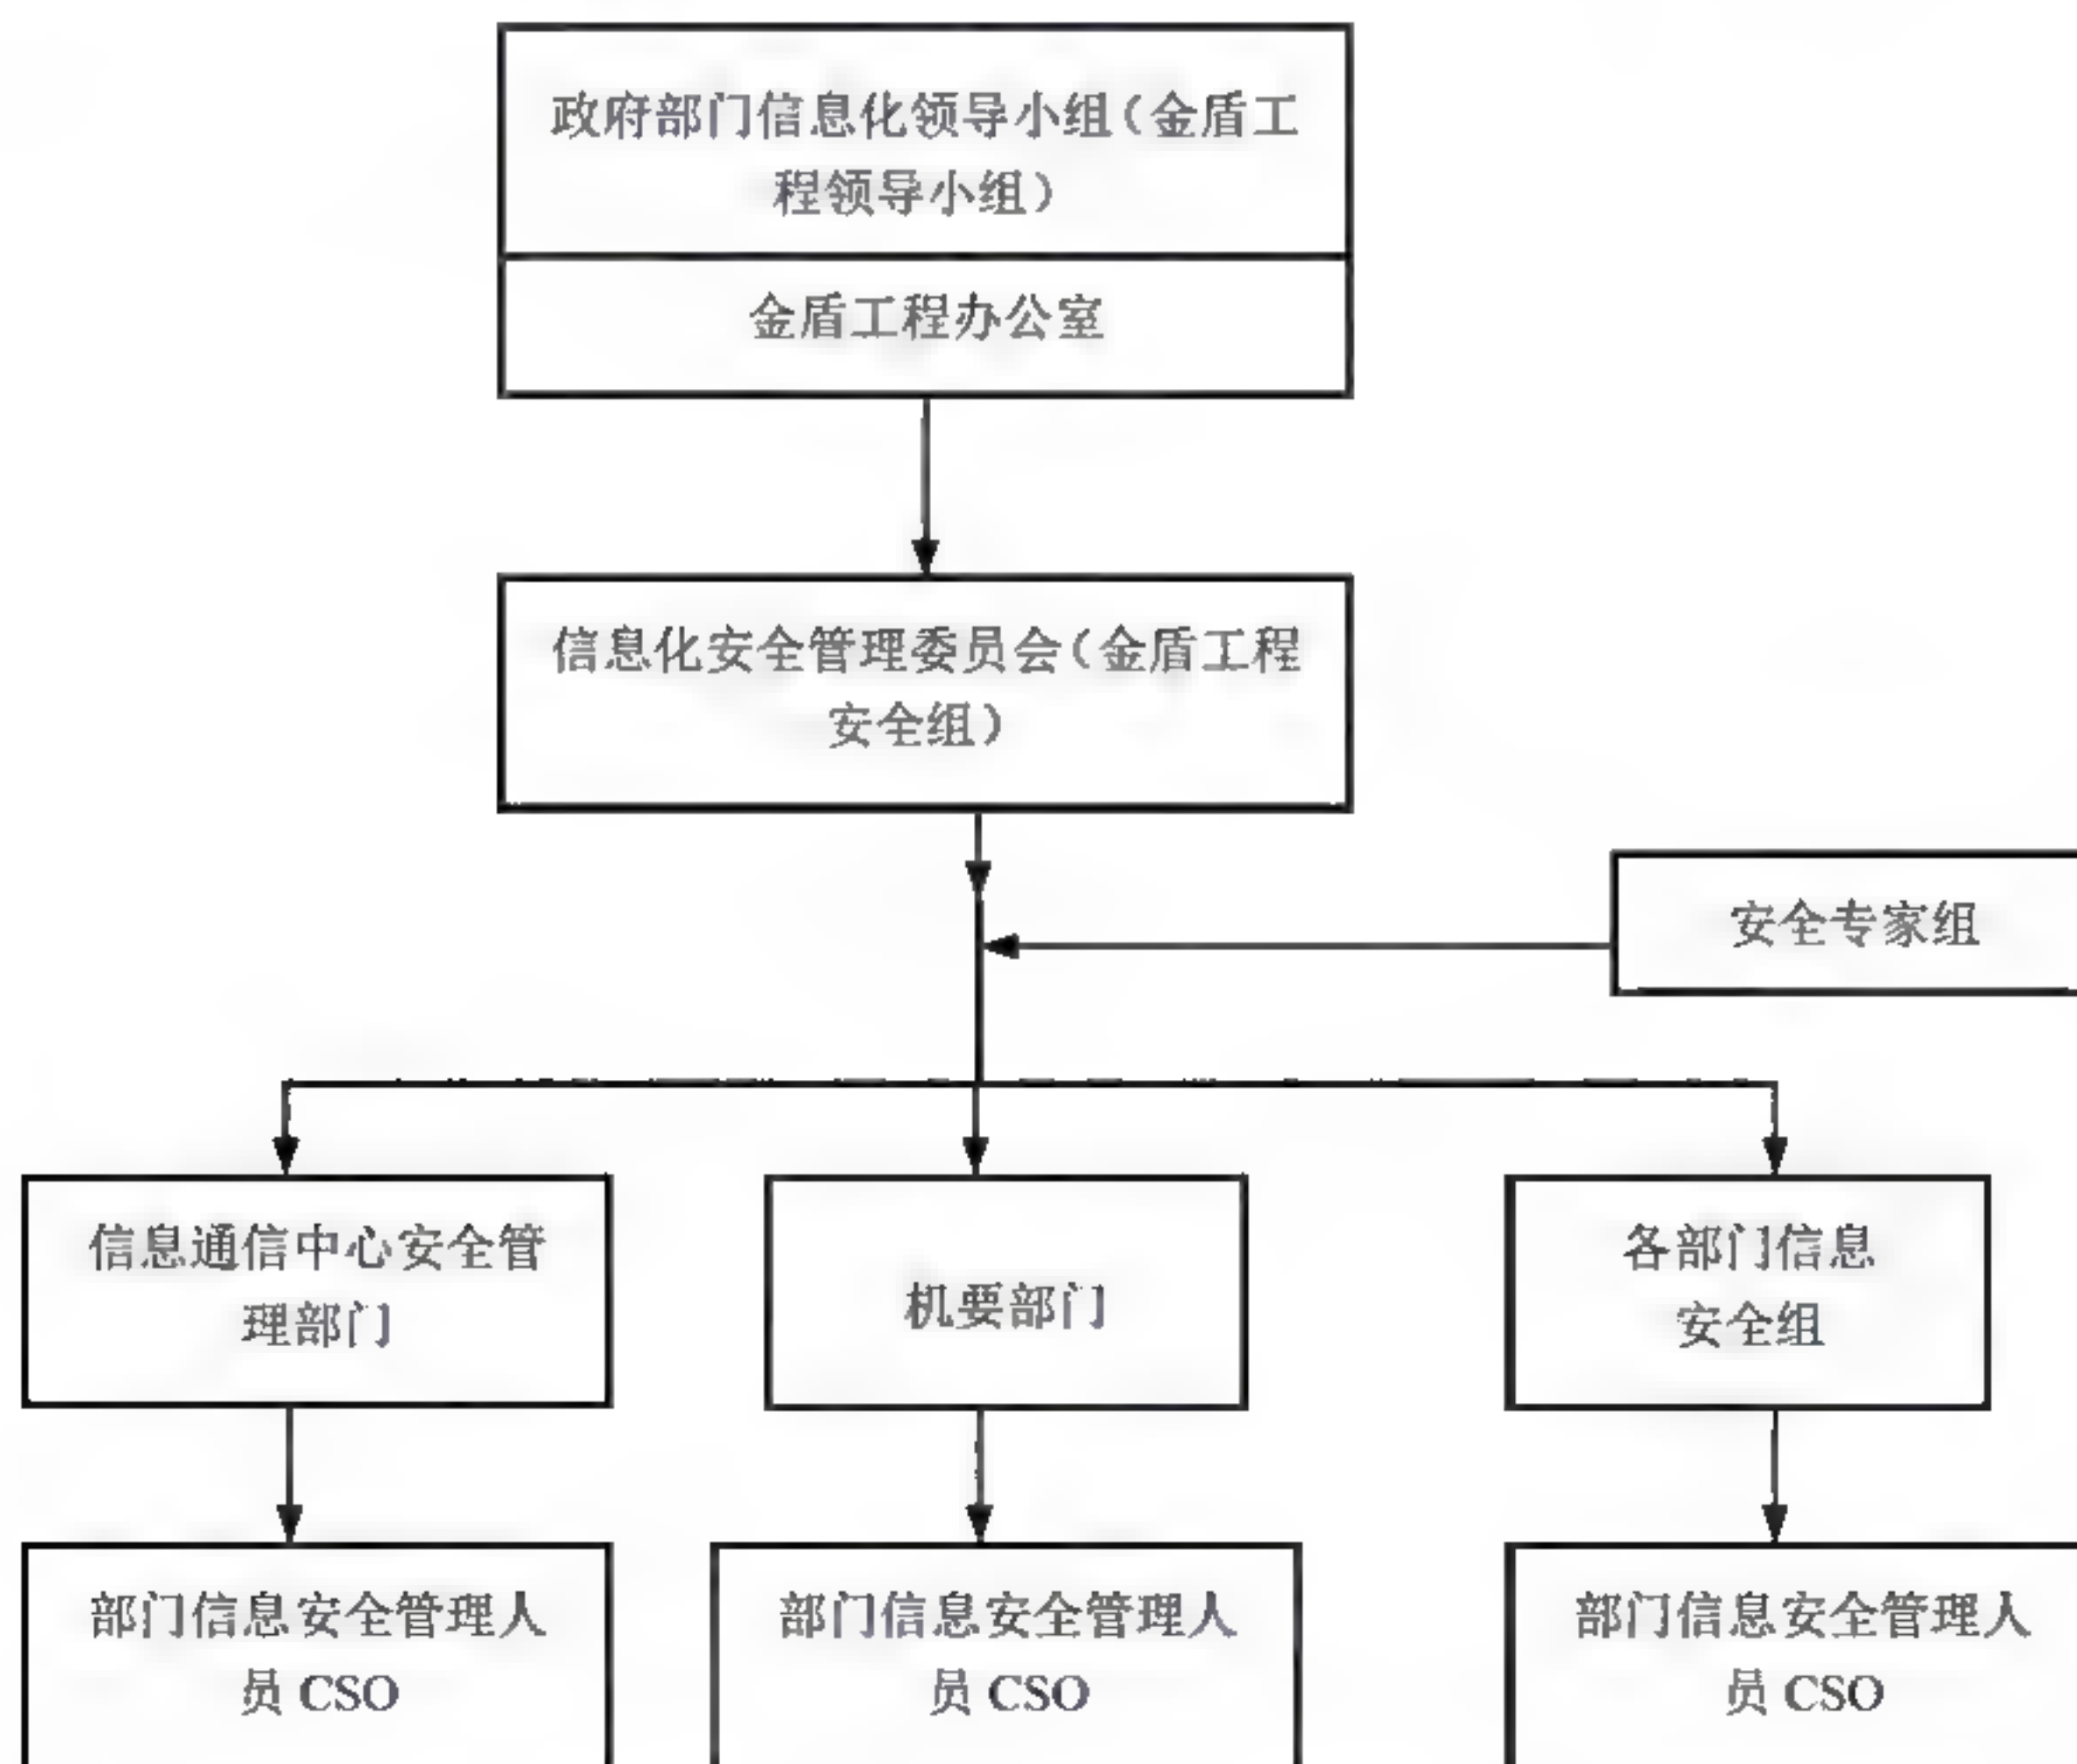 政府部门信息化领导小组（金盾工
程领导小组）
金盾工程办公室
信息化安全管理委员会（金盾工程
安全组）
安全专家组
信息通信中心安全管
理部门
机要部门
各部门信息
安全组
部门信息安全管理人
员 CSO
部门信息安全管理人
员 CSO
部门信息安全管理人
员 CSO